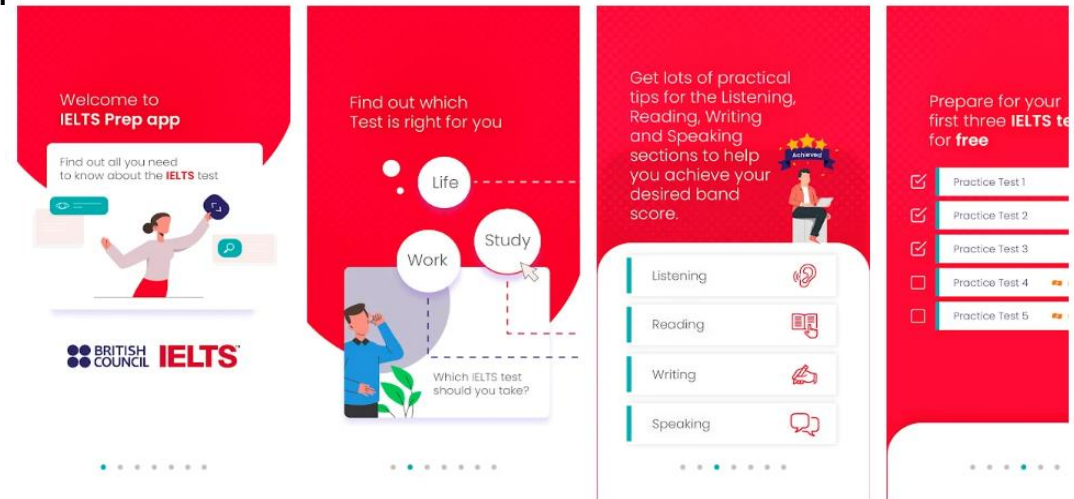 Welcome to
IELTS Prep app
Find out all you need
to know about the IELTS test
BRITISH
COUNCIL
IELTS
Find out which
Test is right for you
Life
Study
Work
Which IELTS test
should you take?
Get lots of practical
tips for the Listening,
Reading, Writing
and Speaking
sections to help
you achieve your
desired band
score.
Achieved
Listening
Reading
Writing
Speaking
Prepare for your
first three IELTS te
for free
Practice Test 1
Practice Test 2
Practice Test 3
Practice Test 4
Practice Test 5